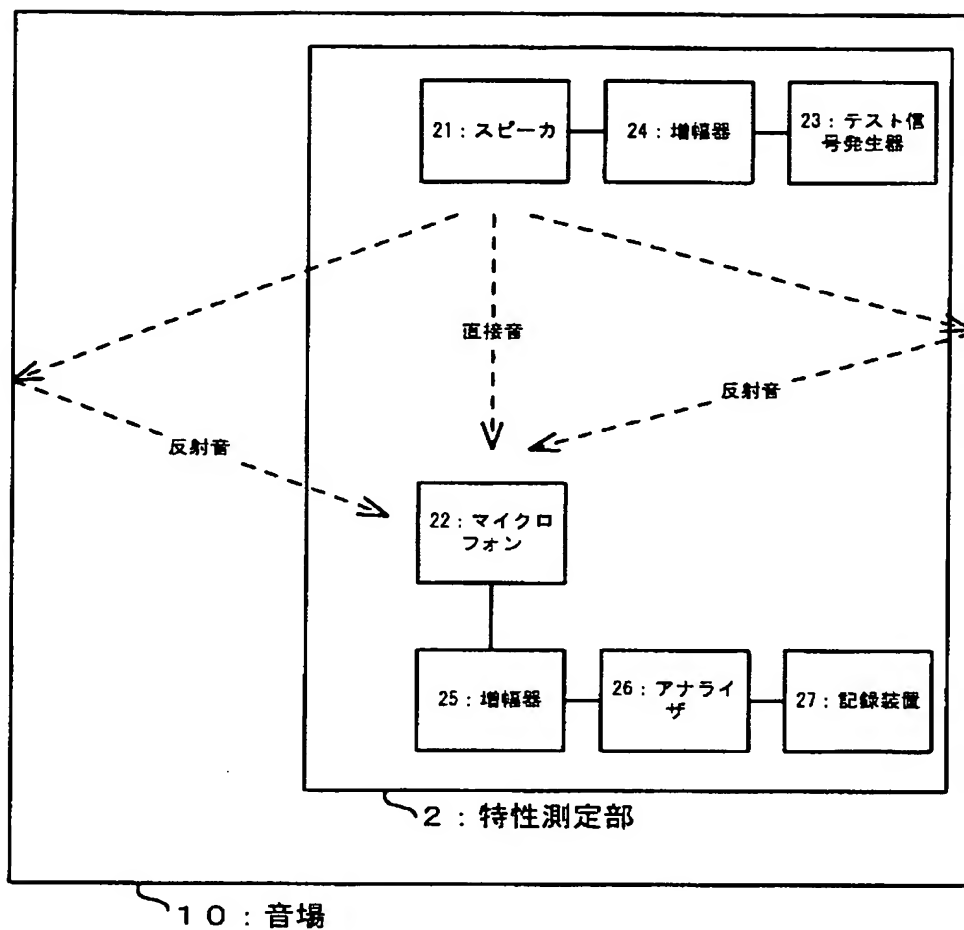 21：スピーカ
24：増幅器
23：テスト信
号発生器
直接音
反射音
反射音
22：マイクロ
フォン
25：増幅器
26：アナライ
ザ
27：記録装置
2：特性測定部
10：音場